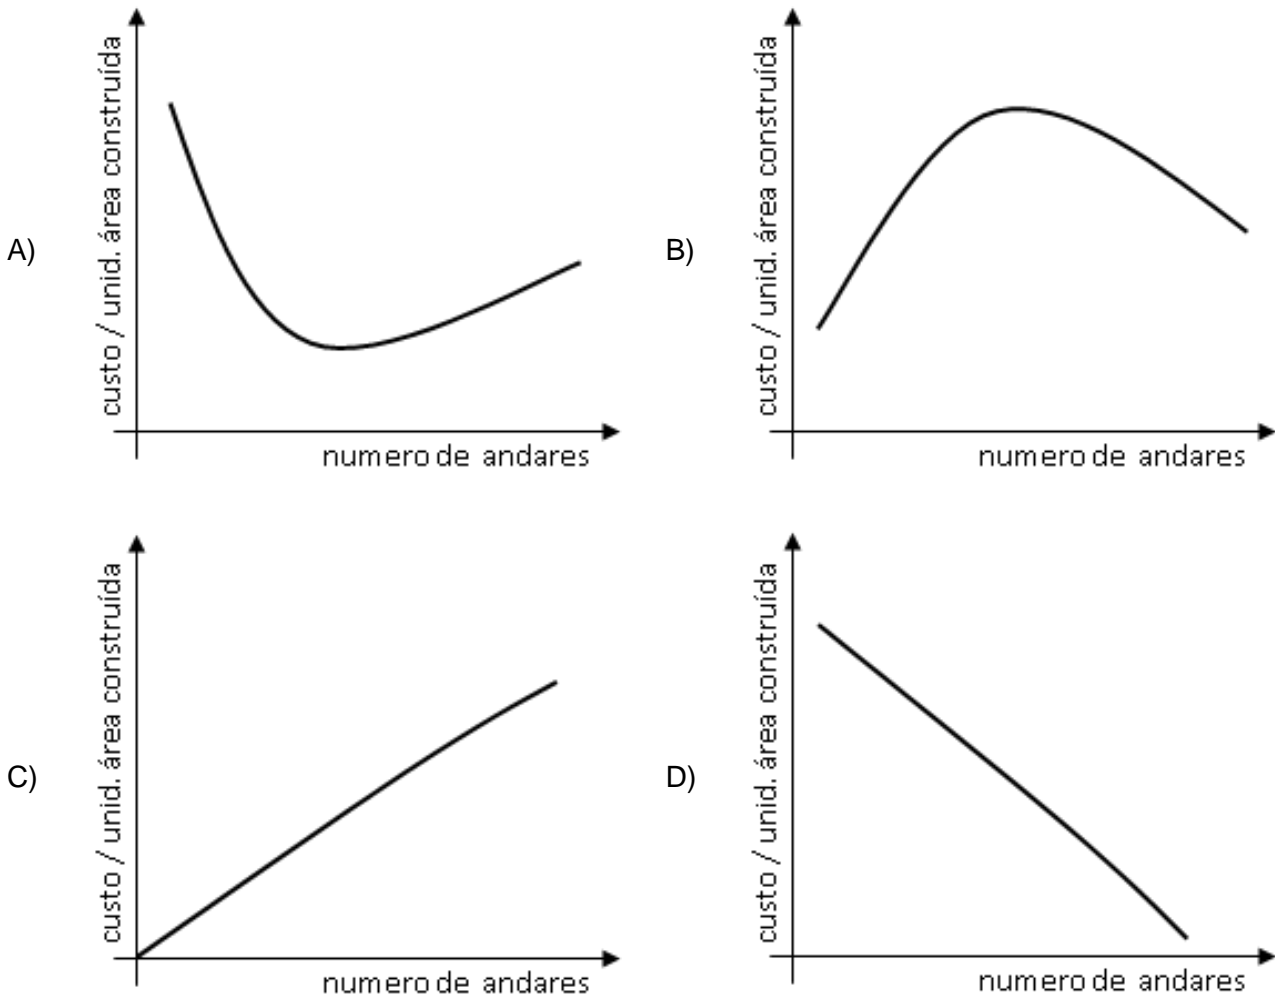 A)
custo / unid. área construída
numero de andares
B)
custo / unid. área construída
numero de andares
C)
custo / unid. área construída
numero de andares
D)
custo / unid. área construída
numero de andares